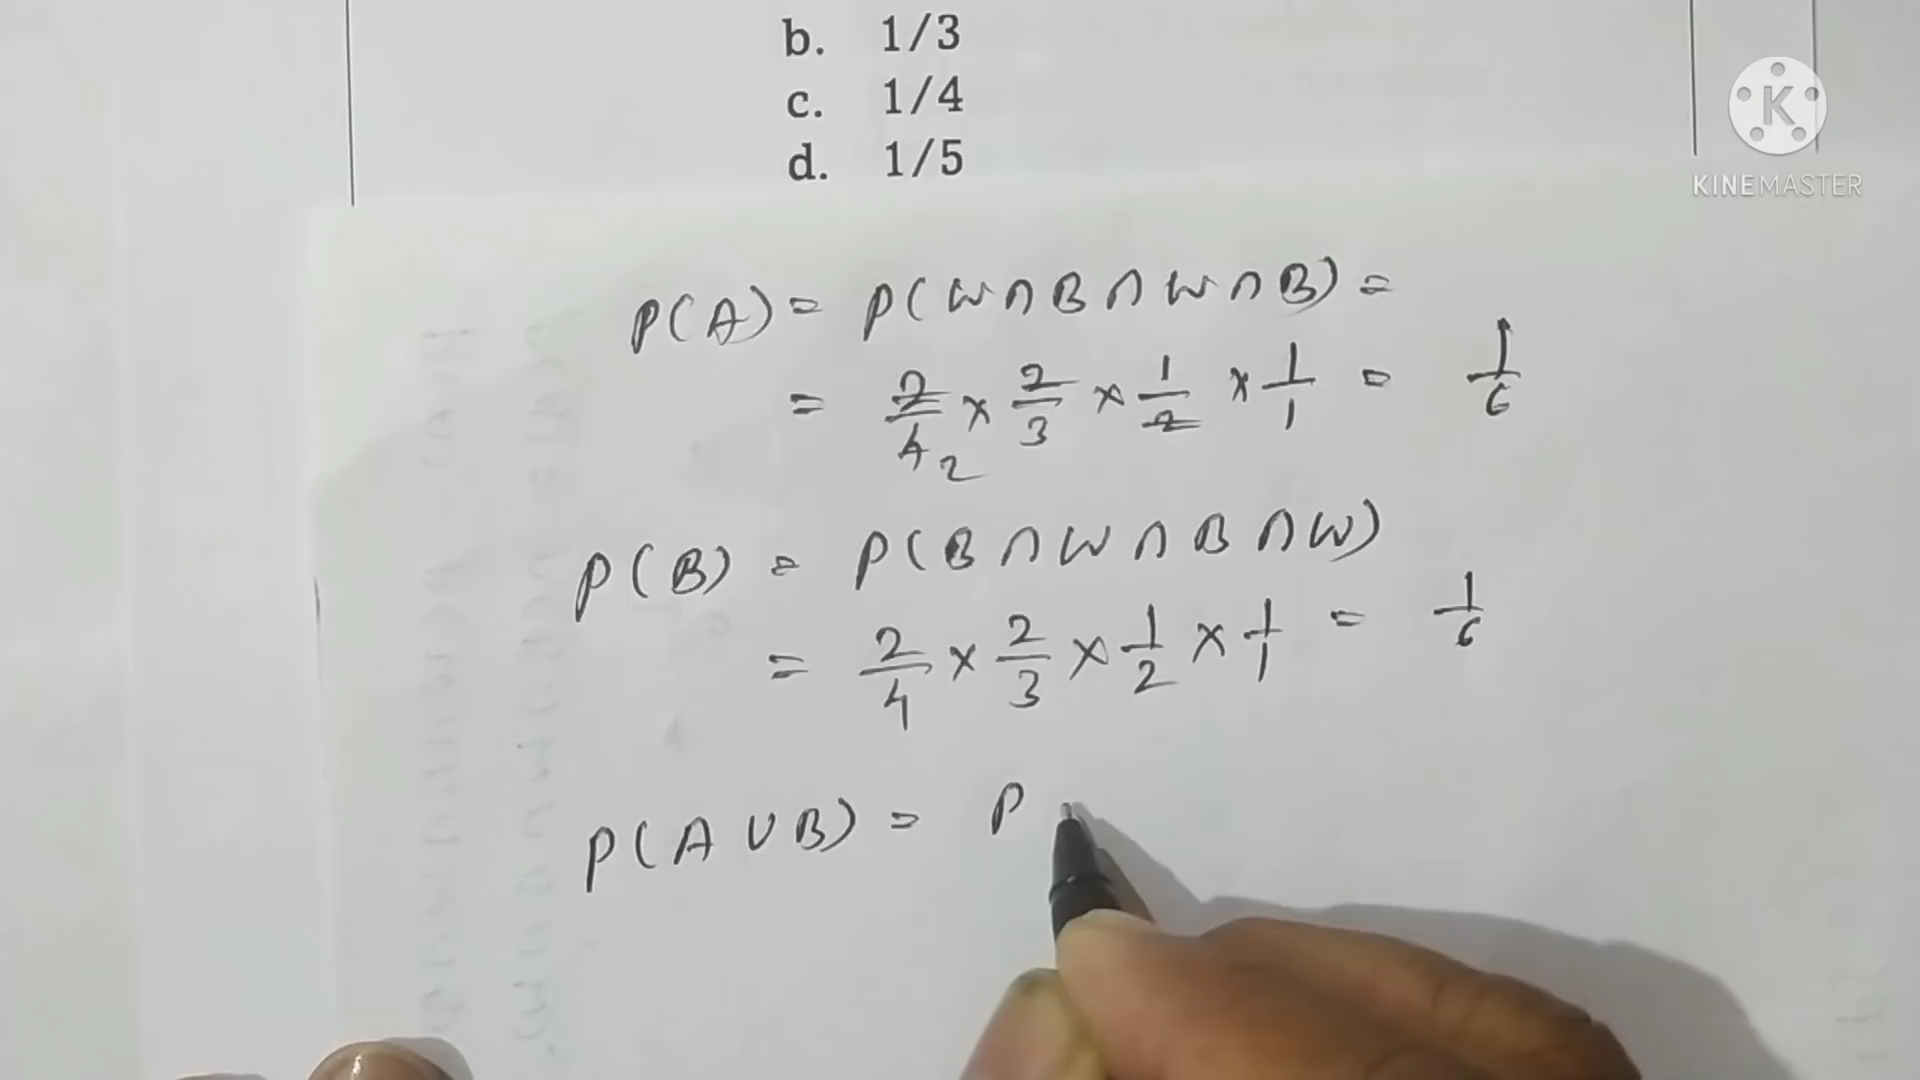 b. 1/3
c. 1/4
d. 1/5
K
KINEMASTER
P(A) = P(W∩B∩W∩B) =
= 2/4 2 × 2/3 × 1/2 × 1/1 = 1/6
P(B) = P(B∩W∩B∩W)
= 2/4 × 2/3 × 1/2 × 1/1 = 1/6
P(A∪B) = P